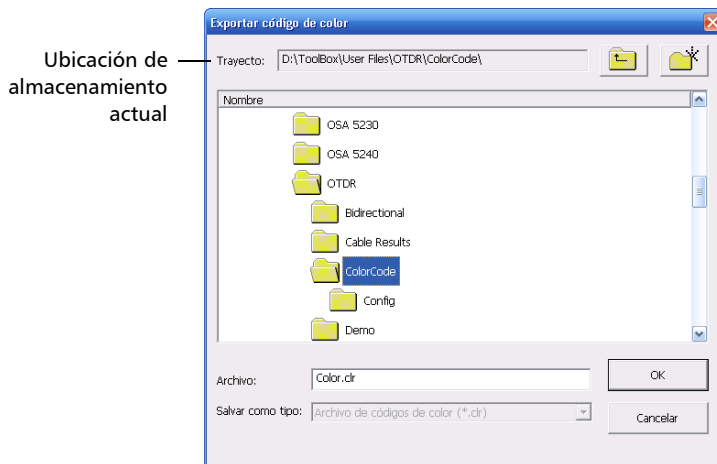 Exportar código de color
Ubicación de
almacenamiento
actual
Trayecto: D:\ToolBox\User Files\OTDR\ColorCode\
Nombre
OSA 5230
OSA 5240
OTDR
Bidirectional
Cable Results
ColorCode
Config
Demo
Archivo: Color.clr
OK
Salvar como tipo: Archivo de códigos de color (*.clr)
Cancelar